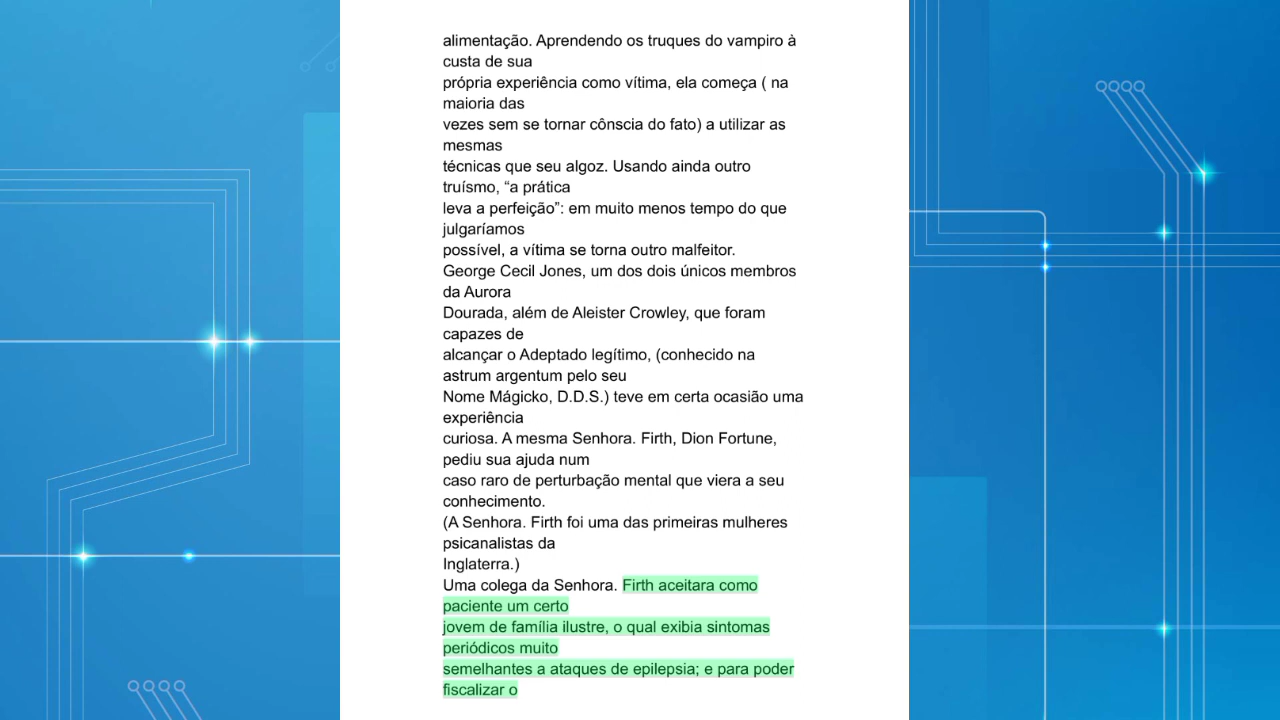 alimentação. Aprendendo os truques do vampiro à
custa de sua
própria experiência como vítima, ela começa ( na
maioria das
vezes sem se tornar cônscia do fato) a utilizar as
mesmas
técnicas que seu algoz. Usando ainda outro
truísmo, “a prática
leva a perfeição”: em muito menos tempo do que
julgaríamos
possível, a vítima se torna outro malfeitor.
George Cecil Jones, um dos dois únicos membros
da Aurora
Dourada, além de Aleister Crowley, que foram
capazes de
alcançar o Adeptado legítimo, (conhecido na
astrum argentum pelo seu
Nome Mágicko, D.D.S.) teve em certa ocasião uma
experiência
curiosa. A mesma Senhora. Firth, Dion Fortune,
pediu sua ajuda num
caso raro de perturbação mental que viera a seu
conhecimento.
(A Senhora. Firth foi uma das primeiras mulheres
psicanalistas da
Inglaterra.)
Uma colega da Senhora. Firth aceitara como
paciente um certo
jovem de família ilustre, o qual exibia sintomas
periódicos muito
semelhantes a ataques de epilepsia; e para poder
fiscalizar o